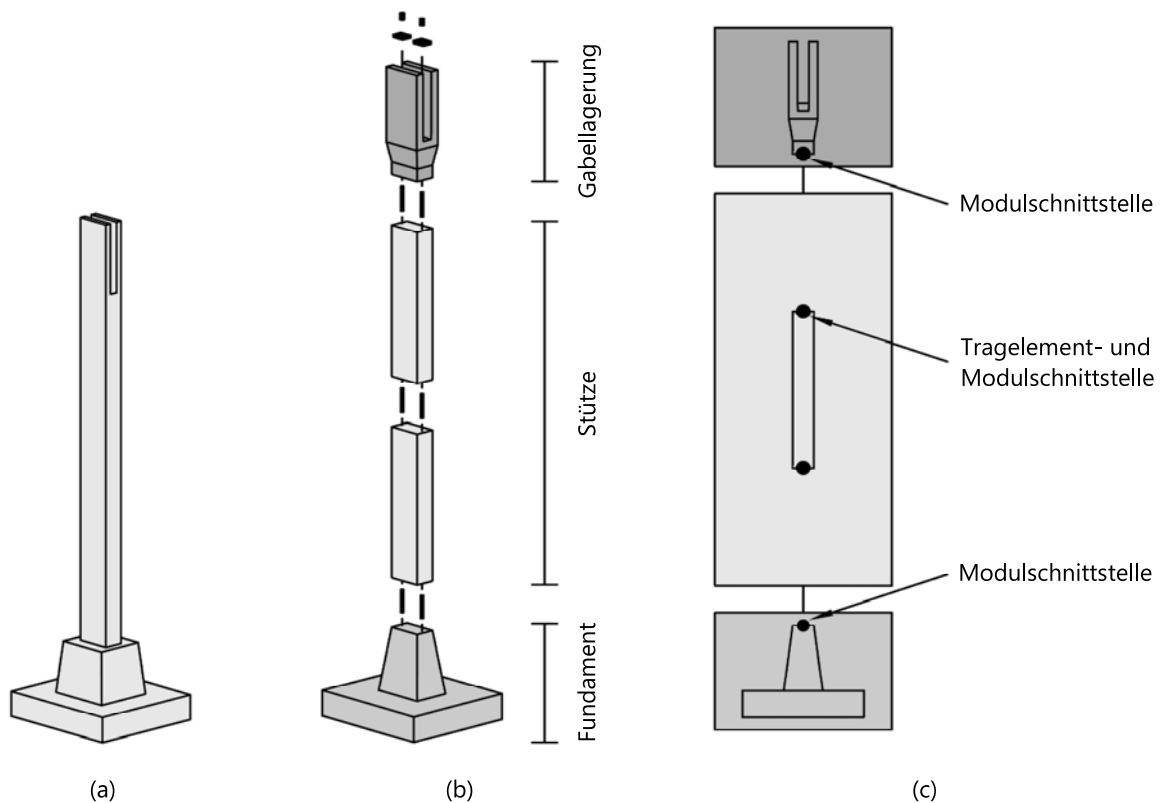 Gabellagerung
Stütze
Fundament
Modulschnittstelle
Tragelement- und
Modulschnittstelle
Modulschnittstelle
(a)
(b)
(c)